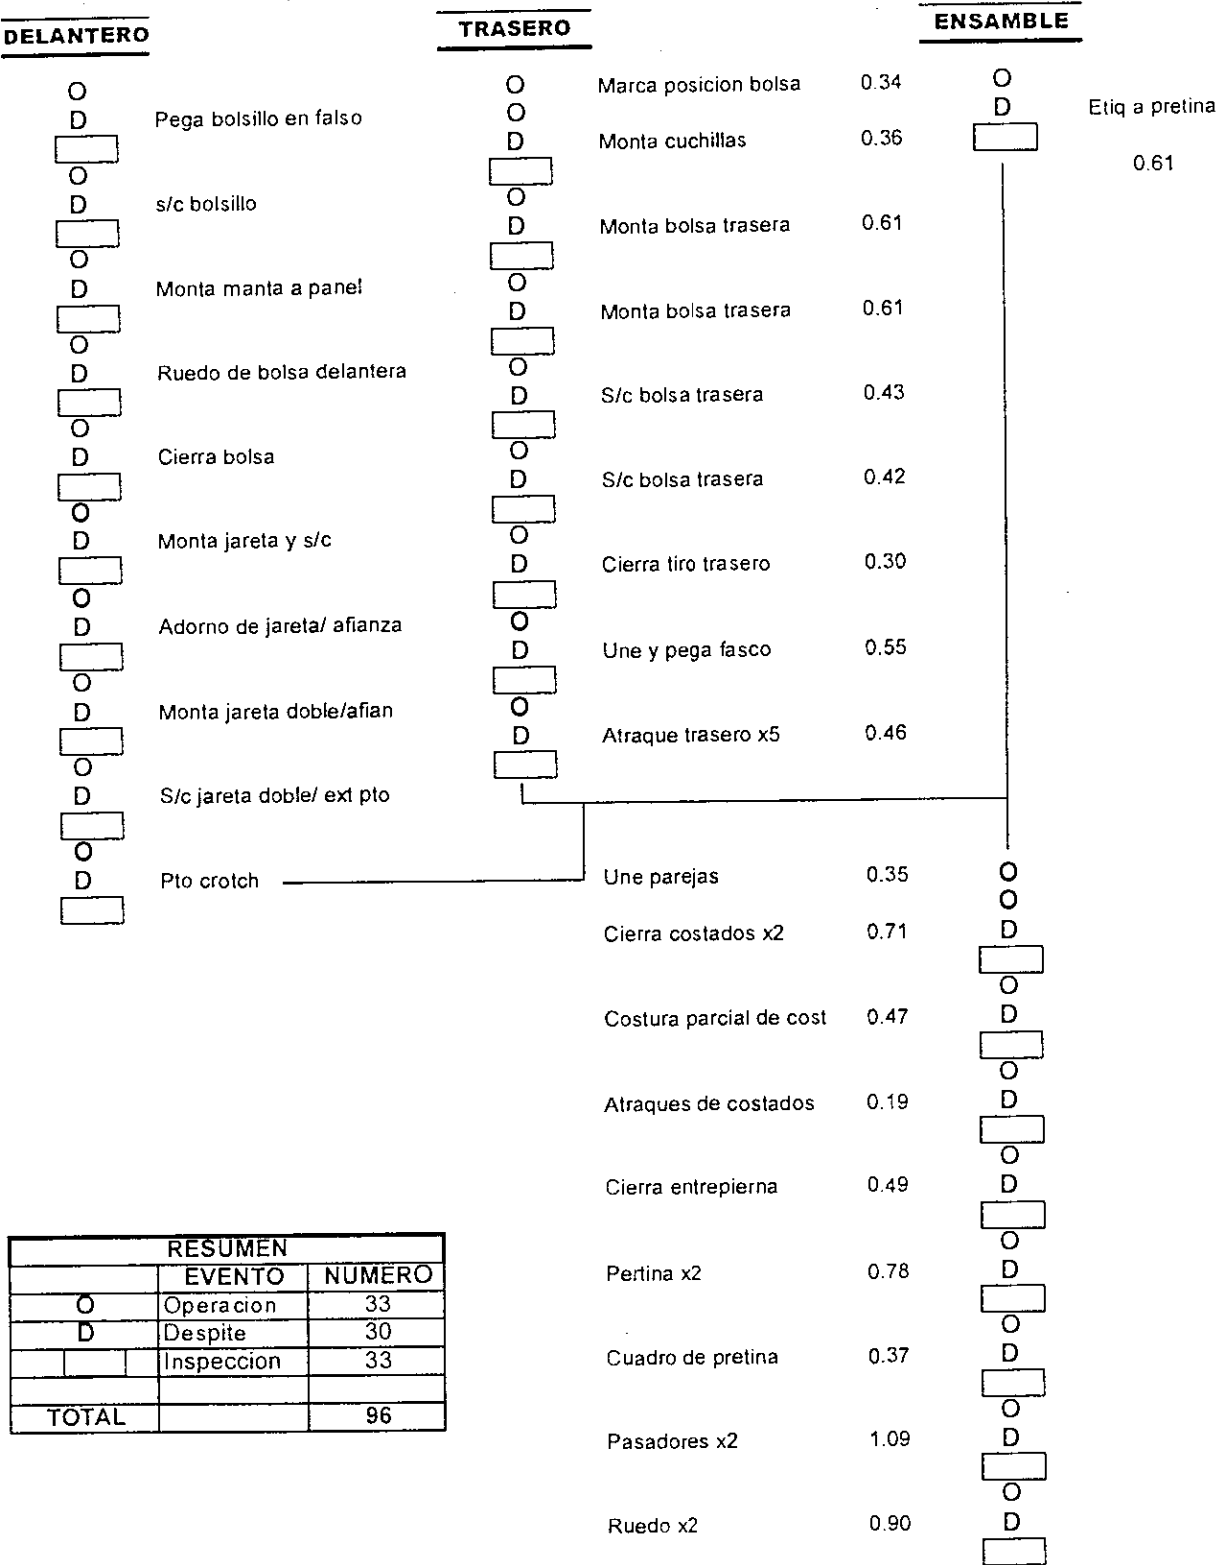 DELANTERO
O
D Pega bolsillo en falso
O
D s/c bolsillo
O
D Monta manta a panel
O
D Ruedo de bolsa delantera
O
D Cierra bolsa
O
D Monta jareta y s/c
O
D Adorno de jareta/ afianza
O
D Monta jareta doble/afian
O
D S/c jareta doble/ ext pto
O
D Pto crotch
TRASERO
O Marca posicion bolsa 0.34
O
D Monta cuchillas 0.36
O
D Monta bolsa trasera 0.61
O
D Monta bolsa trasera 0.61
O
D S/c bolsa trasera 0.43
O
D S/c bolsa trasera 0.42
O
D Cierra tiro trasero 0.30
O
D Une y pega fasco 0.55
O
D Atraque trasero x5 0.46
ENSAMBLE
O
D Etiq a pretina
0.61
Une parejas 0.35 O
O
Cierra costados x2 0.71 D
O
Costura parcial de cost 0.47 D
O
Atraques de costados 0.19 D
O
Cierra entrepierna 0.49 D
O
Pertina x2 0.78 D
O
Cuadro de pretina 0.37 D
O
Pasadores x2 1.09 D
O
Ruedo x2 0.90 D
RESUMEN
EVENTO NUMERO
O Operacion 33
D Despite 30
Inspeccion 33
TOTAL 96